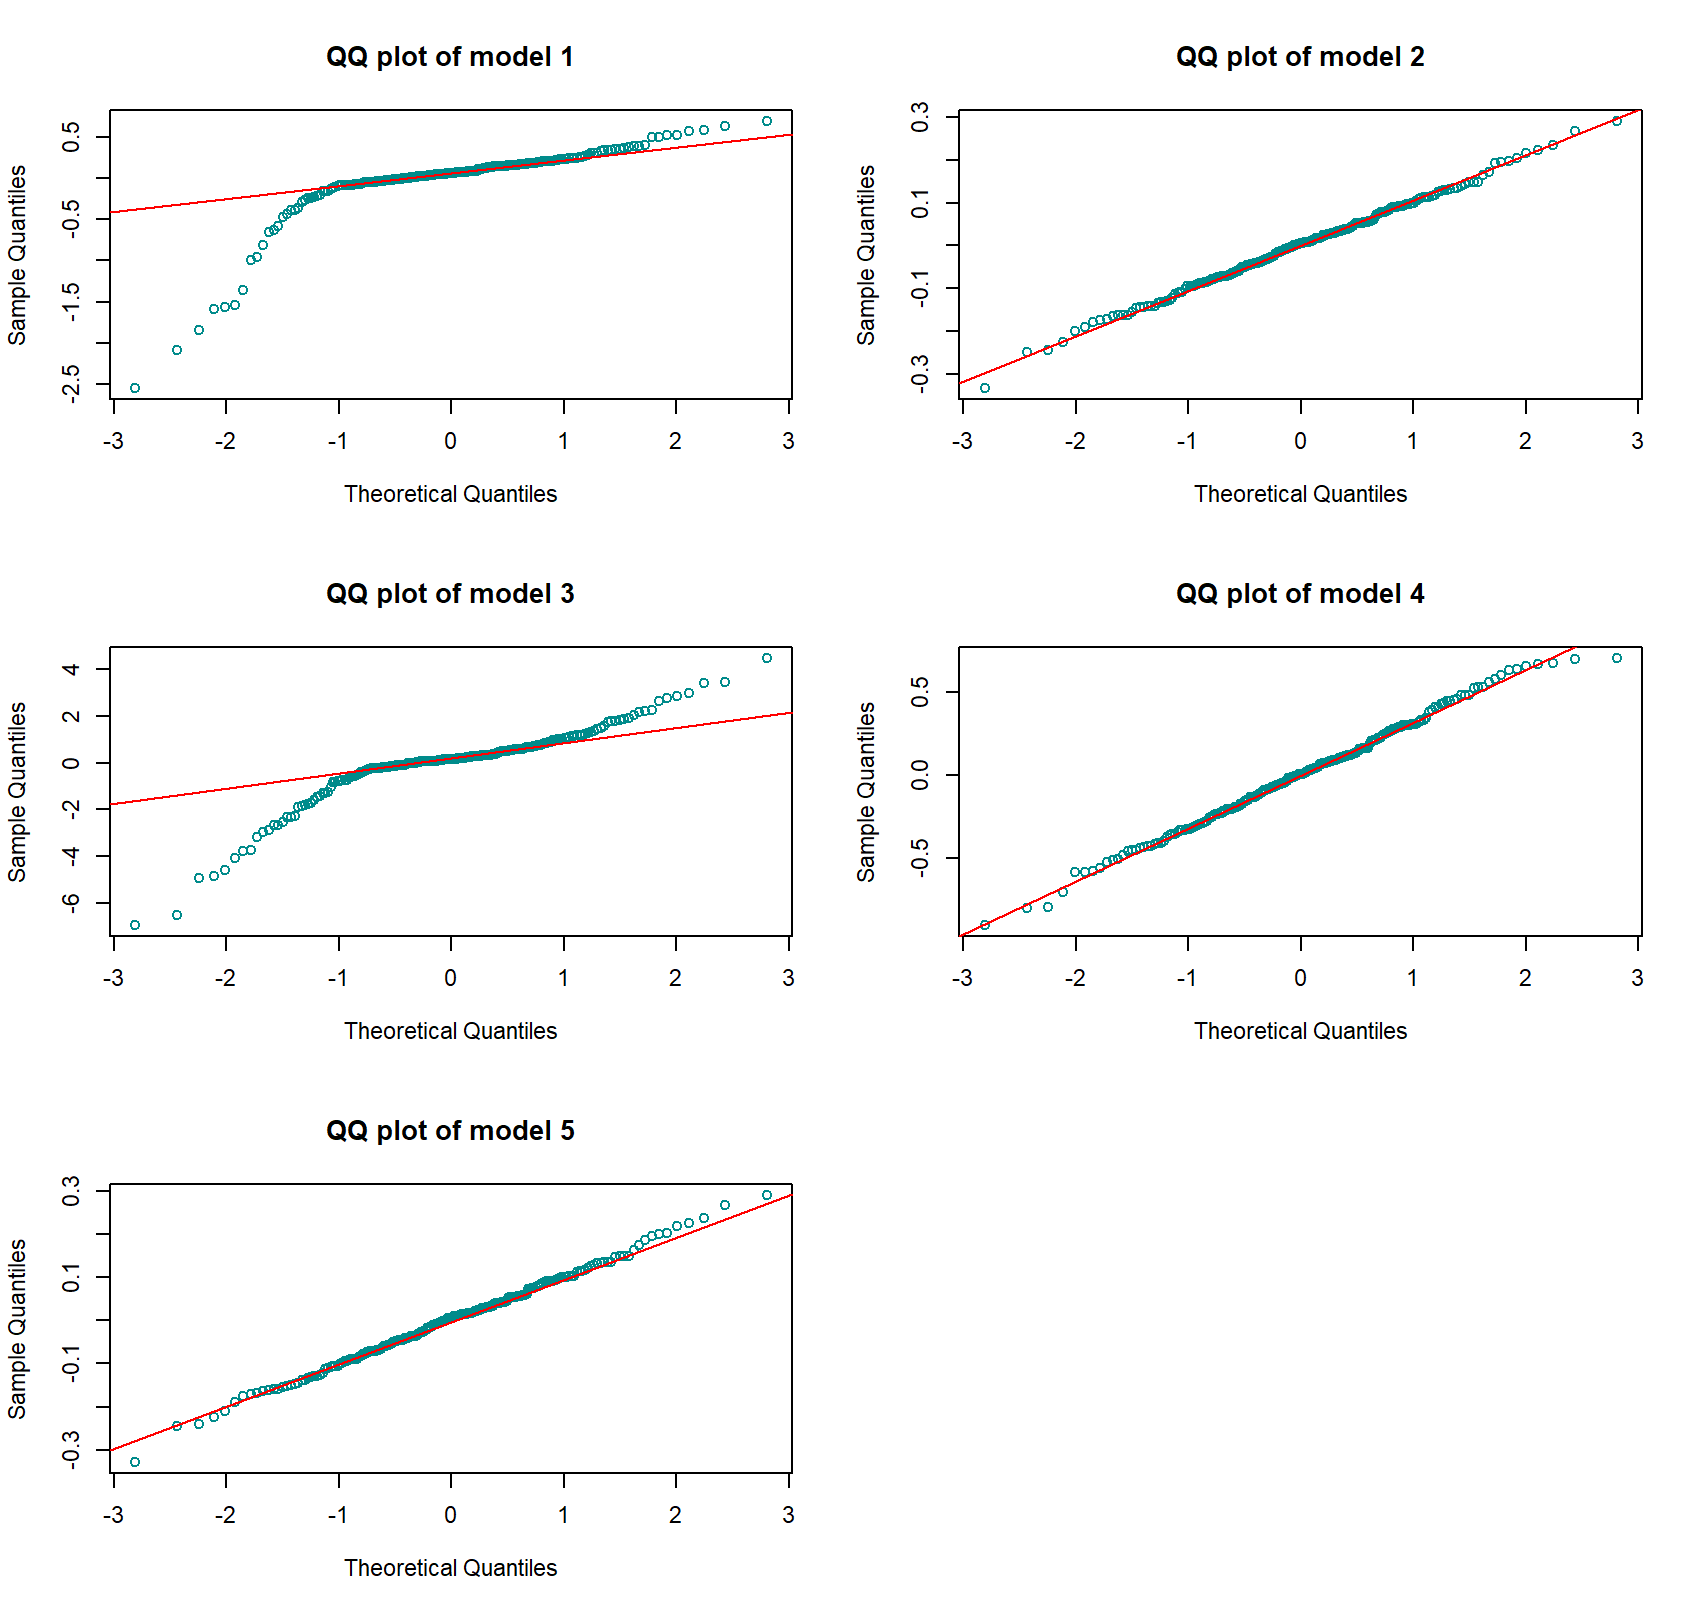 QQ plot of model 1
Sample Quantiles
0.5
-0.5
-1.5
-2.5
-3 -2 -1 0 1 2 3
Theoretical Quantiles
QQ plot of model 2
Sample Quantiles
0.3
0.1
-0.1
-0.3
-3 -2 -1 0 1 2 3
Theoretical Quantiles
QQ plot of model 3
Sample Quantiles
4
2
0
-2
-4
-6
-3 -2 -1 0 1 2 3
Theoretical Quantiles
QQ plot of model 4
Sample Quantiles
0.5
0.0
-0.5
-3 -2 -1 0 1 2 3
Theoretical Quantiles
QQ plot of model 5
Sample Quantiles
0.3
0.1
-0.1
-0.3
-3 -2 -1 0 1 2 3
Theoretical Quantiles